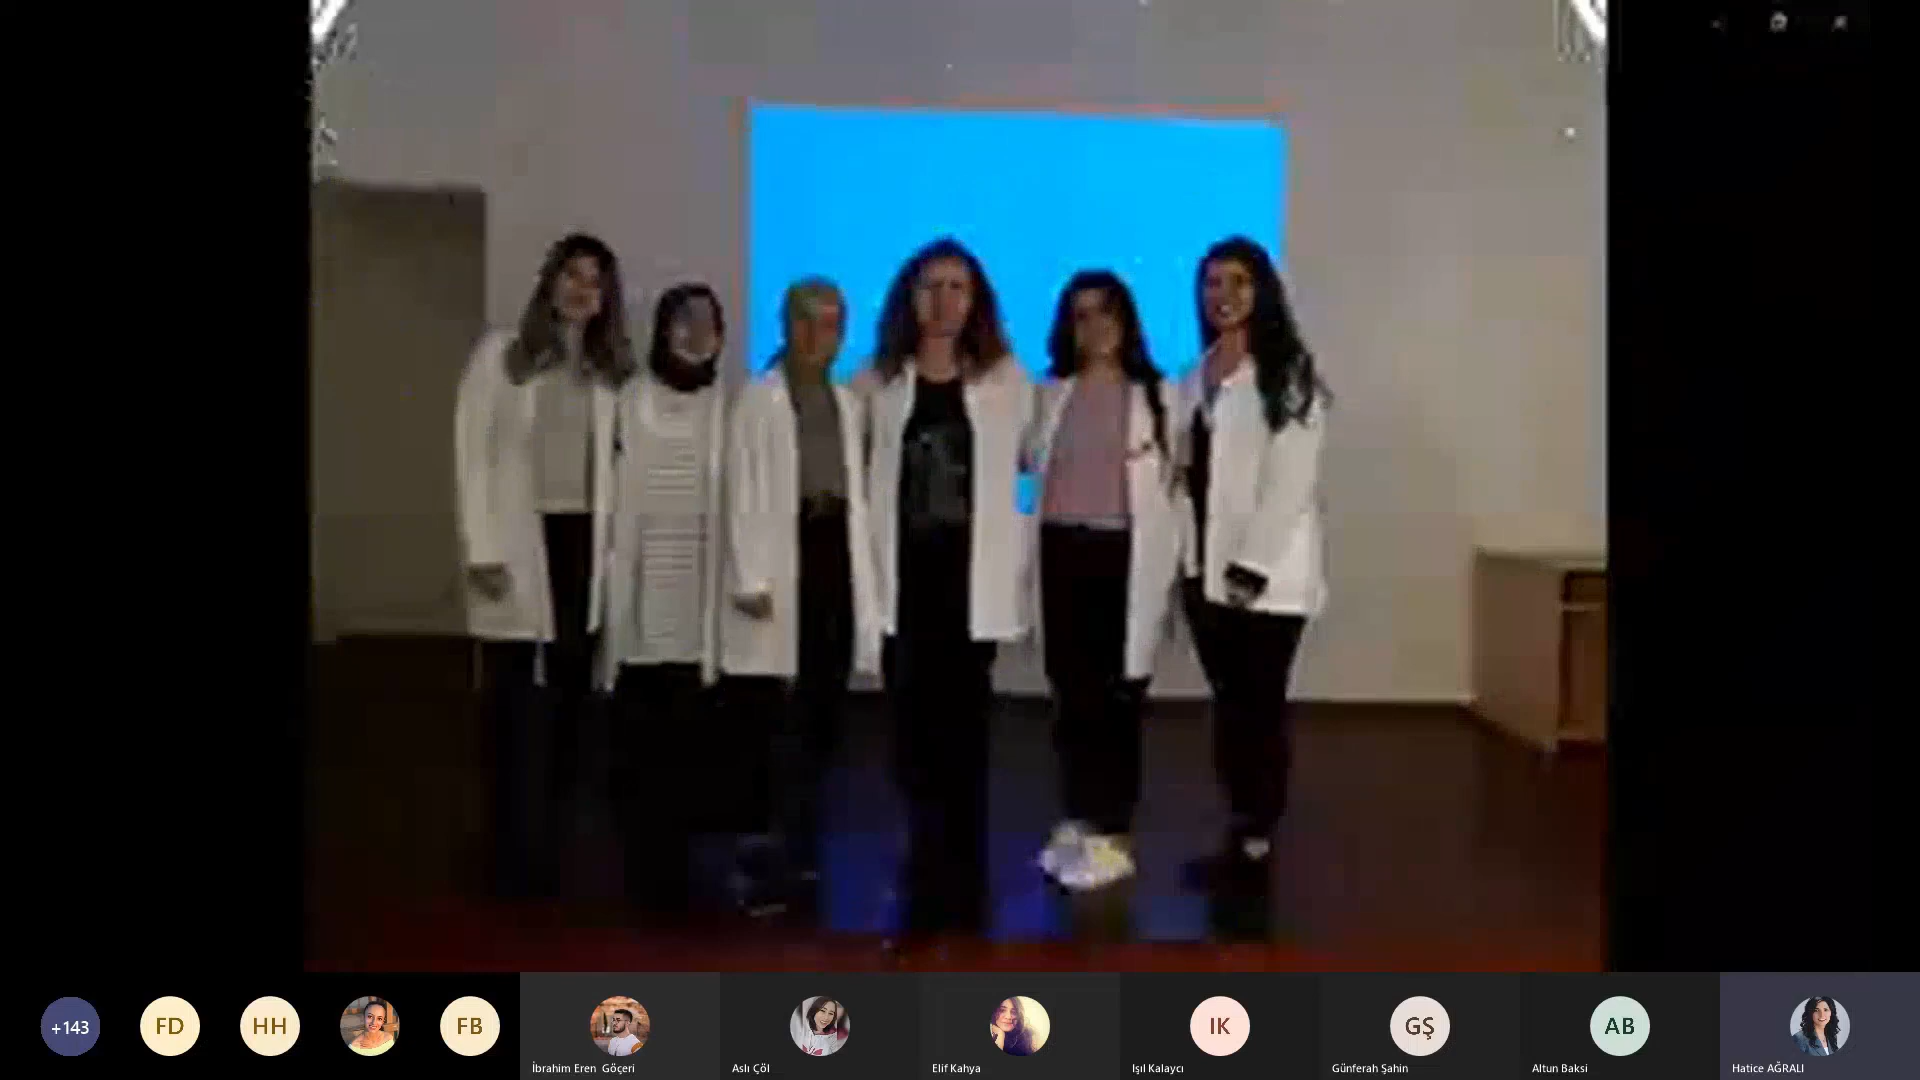 +143
FD
HH
FB
İbrahim Eren Göçeri
Aslı Çöl
Elif Kahya
IK
Işıl Kalaycı
GŞ
Günferah Şahin
AB
Altun Baksi
Hatice AĞRALI